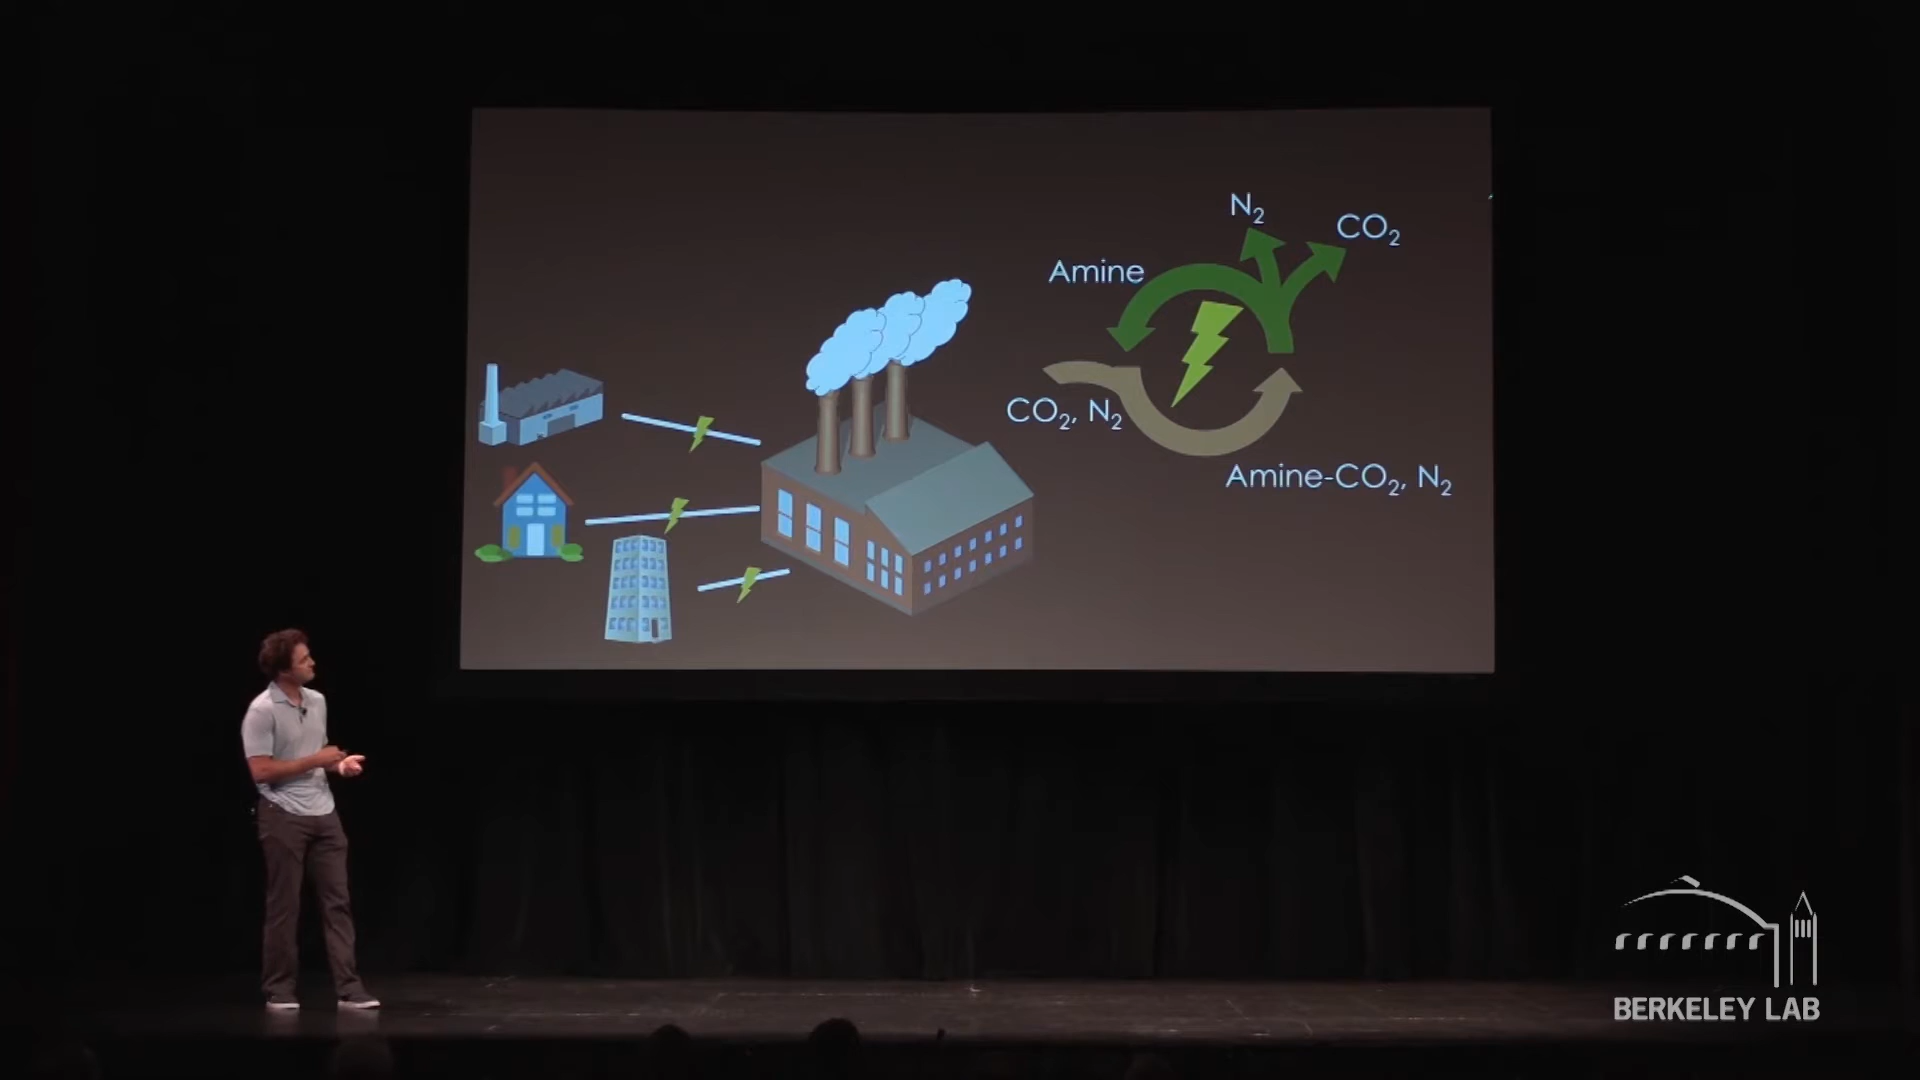 N₂
CO₂
Amine
CO₂, N₂
Amine-CO₂, N₂
BERKELEY LAB